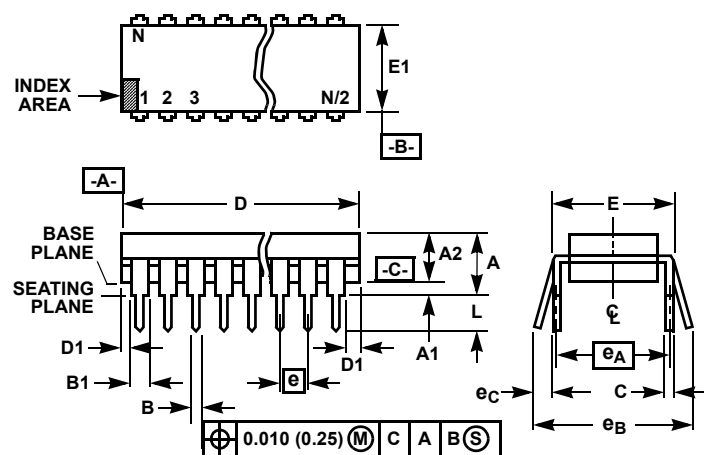 N
E1
INDEX
AREA
1 2 3 N/2
-B-
-A-
D
E
BASE
PLANE
A2
A
-C-
SEATING
PLANE
L
℄
D1
A1
D1
eA
B1
e
eC
C
B
eB
⌖ 0.010 (0.25) Ⓜ C A B Ⓢ